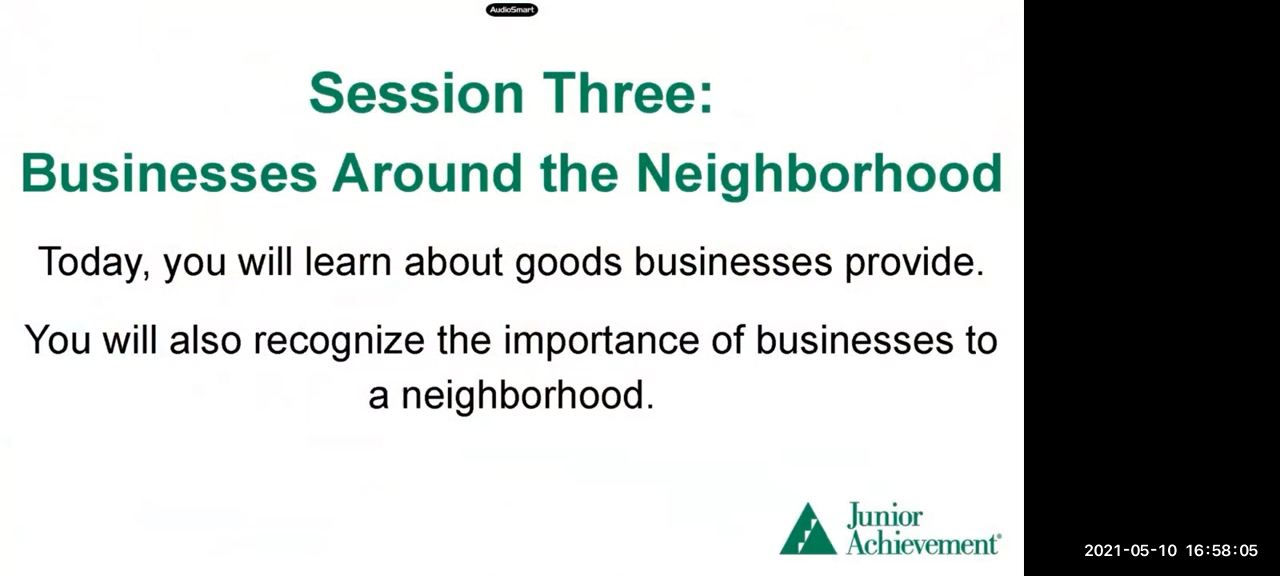 AudioSmart
Session Three:
Businesses Around the Neighborhood
Today, you will learn about goods businesses provide.
You will also recognize the importance of businesses to
a neighborhood.
Junior
Achievement®
2021-05-10 16:58:05